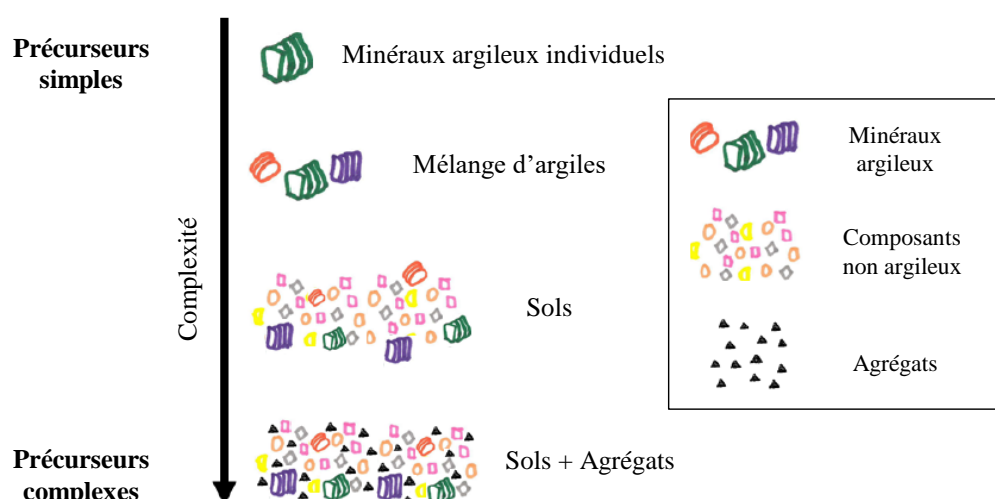 Précurseurs
simples
Minéraux argileux individuels
Mélange d'argiles
Complexité
Sols
Précurseurs
complexes
Sols + Agrégats
Minéraux
argileux
Composants
non argileux
Agrégats